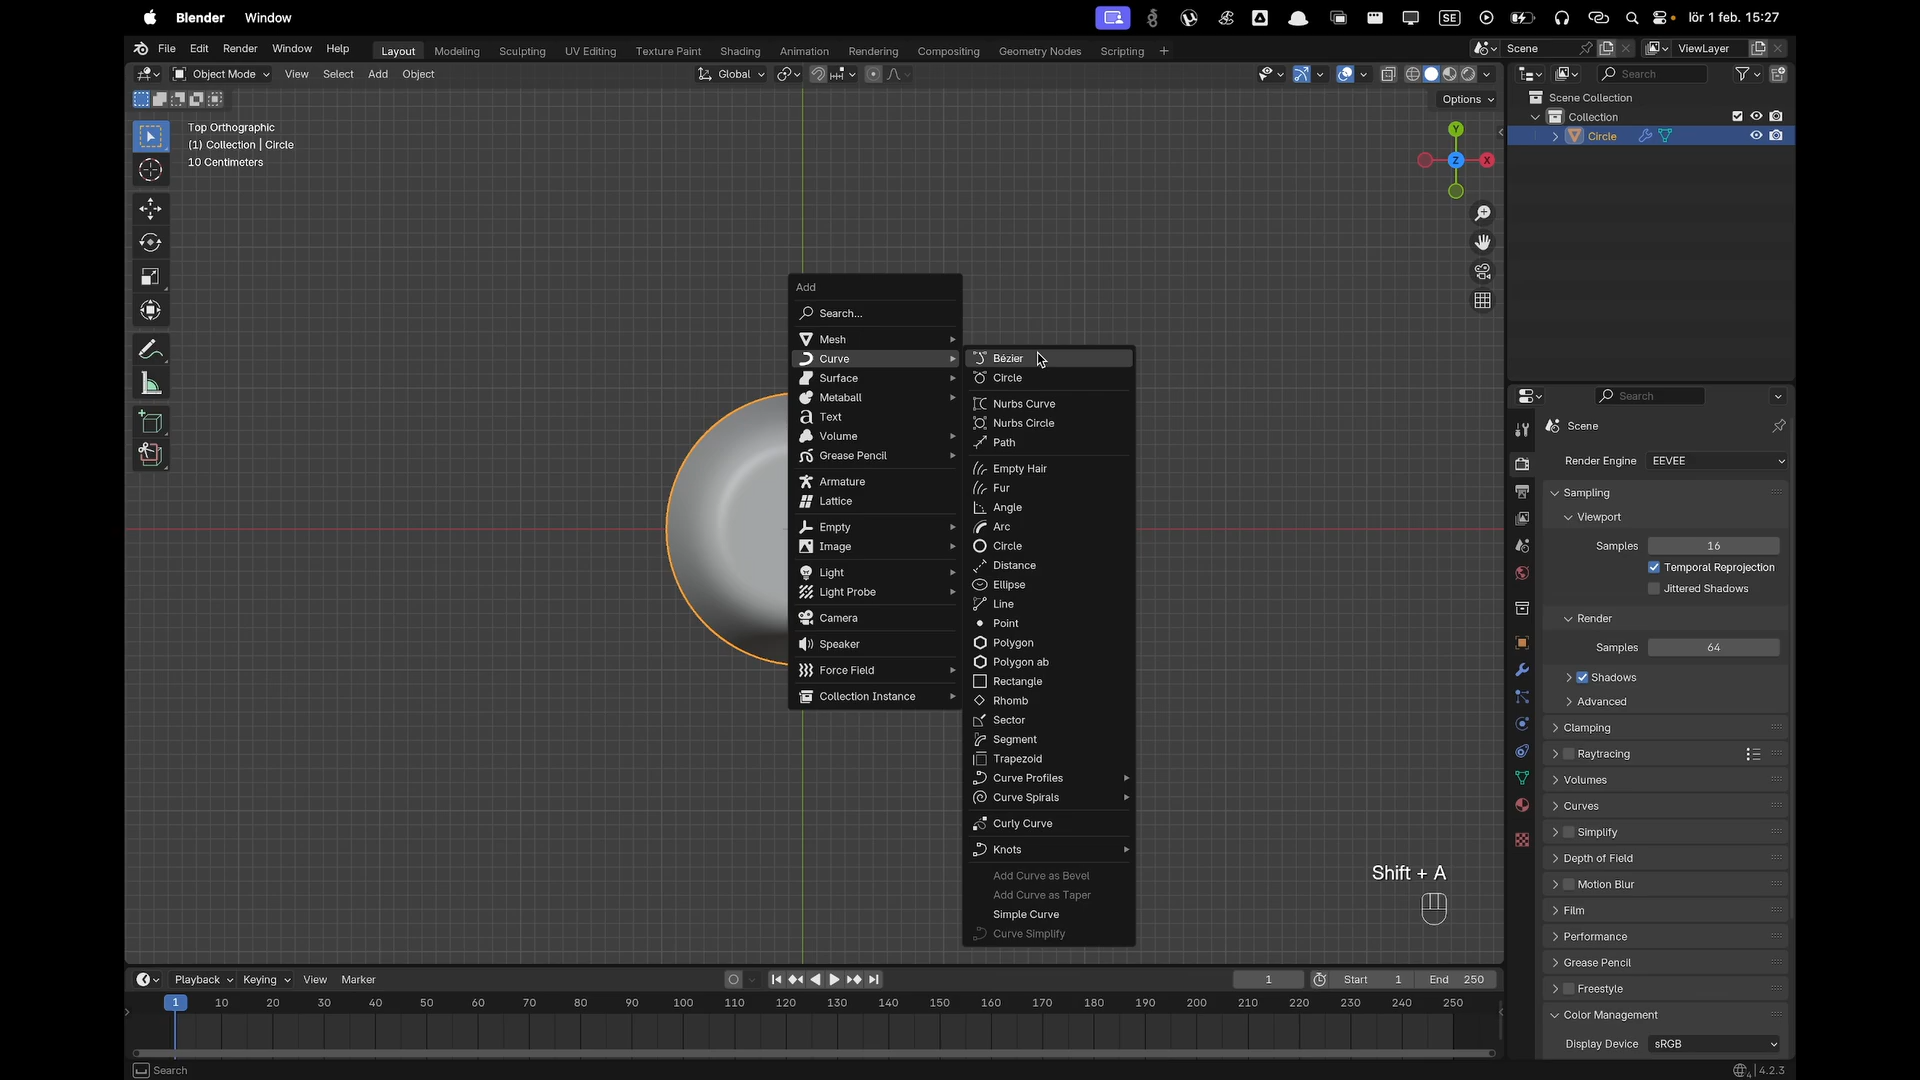 Blender Window
SE
lör 1 feb. 15:27
File Edit Render Window Help
Layout Modeling Sculpting UV Editing Texture Paint Shading Animation Rendering Compositing Geometry Nodes Scripting +
Scene
ViewLayer
Object Mode View Select Add Object
Global
Search
Options
Top Orthographic
(1) Collection | Circle
10 Centimeters
Y
Z
X
Scene Collection
Collection
Circle
Add
Search...
Mesh
Curve
Surface
Metaball
Text
Volume
Grease Pencil
Armature
Lattice
Empty
Image
Light
Light Probe
Camera
Speaker
Force Field
Collection Instance
Bézier
Circle
Nurbs Curve
Nurbs Circle
Path
Empty Hair
Fur
Angle
Arc
Circle
Distance
Ellipse
Line
Point
Polygon
Polygon ab
Rectangle
Rhomb
Sector
Segment
Trapezoid
Curve Profiles
Curve Spirals
Curly Curve
Knots
Add Curve as Bevel
Add Curve as Taper
Simple Curve
Curve Simplify
Shift + A
Search
Scene
Render Engine EEVEE
Sampling
Viewport
Samples 16
Temporal Reprojection
Jittered Shadows
Render
Samples 64
Shadows
Advanced
Clamping
Raytracing
Volumes
Curves
Simplify
Depth of Field
Motion Blur
Film
Performance
Grease Pencil
Freestyle
Color Management
Display Device sRGB
Playback Keying View Marker
1 Start 1 End 250
1 10 20 30 40 50 60 70 80 90 100 110 120 130 140 150 160 170 180 190 200 210 220 230 240 250
Search
4.2.3